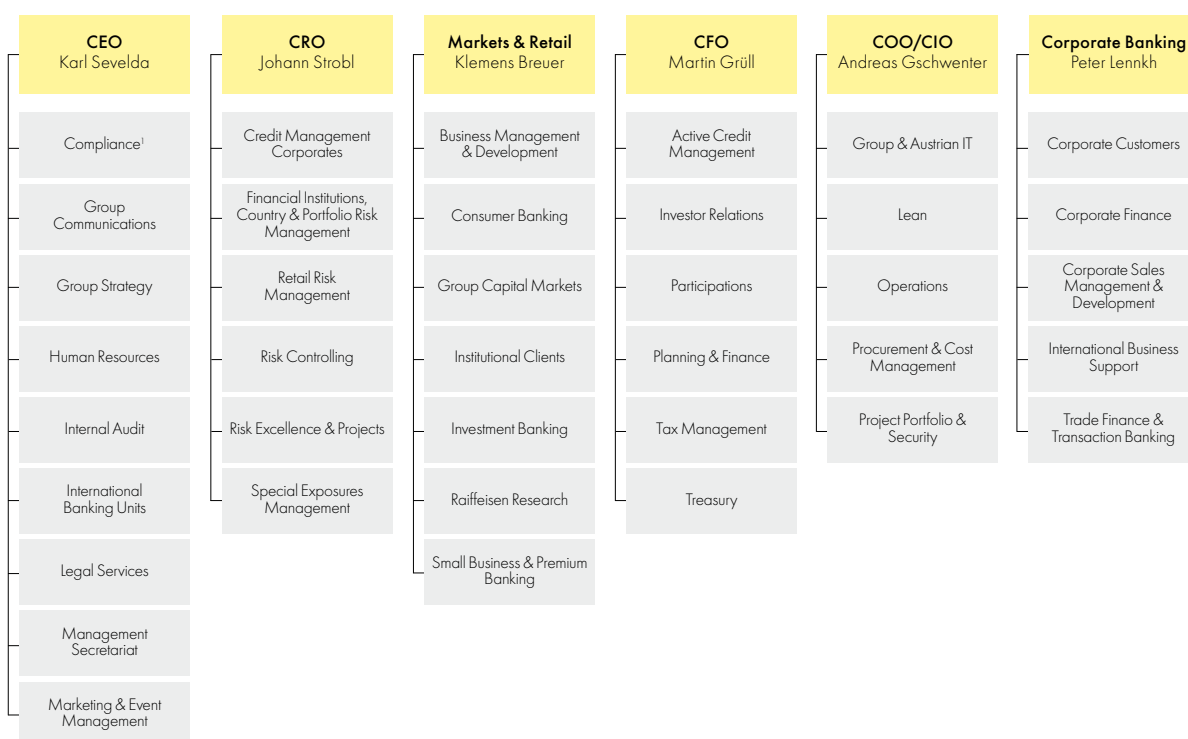 CEO
Karl Sevelda
Compliance¹
Group
Communications
Group Strategy
Human Resources
Internal Audit
International
Banking Units
Legal Services
Management
Secretariat
Marketing & Event
Management
CRO
Johann Strobl
Credit Management
Corporates
Financial Institutions,
Country & Portfolio Risk
Management
Retail Risk
Management
Risk Controlling
Risk Excellence & Projects
Special Exposures
Management
Markets & Retail
Klemens Breuer
Business Management
& Development
Consumer Banking
Group Capital Markets
Institutional Clients
Investment Banking
Raiffeisen Research
Small Business & Premium
Banking
CFO
Martin Grüll
Active Credit
Management
Investor Relations
Participations
Planning & Finance
Tax Management
Treasury
COO/CIO
Andreas Gschwenter
Group & Austrian IT
Lean
Operations
Procurement & Cost
Management
Project Portfolio &
Security
Corporate Banking
Peter Lennkh
Corporate Customers
Corporate Finance
Corporate Sales
Management &
Development
International Business
Support
Trade Finance &
Transaction Banking